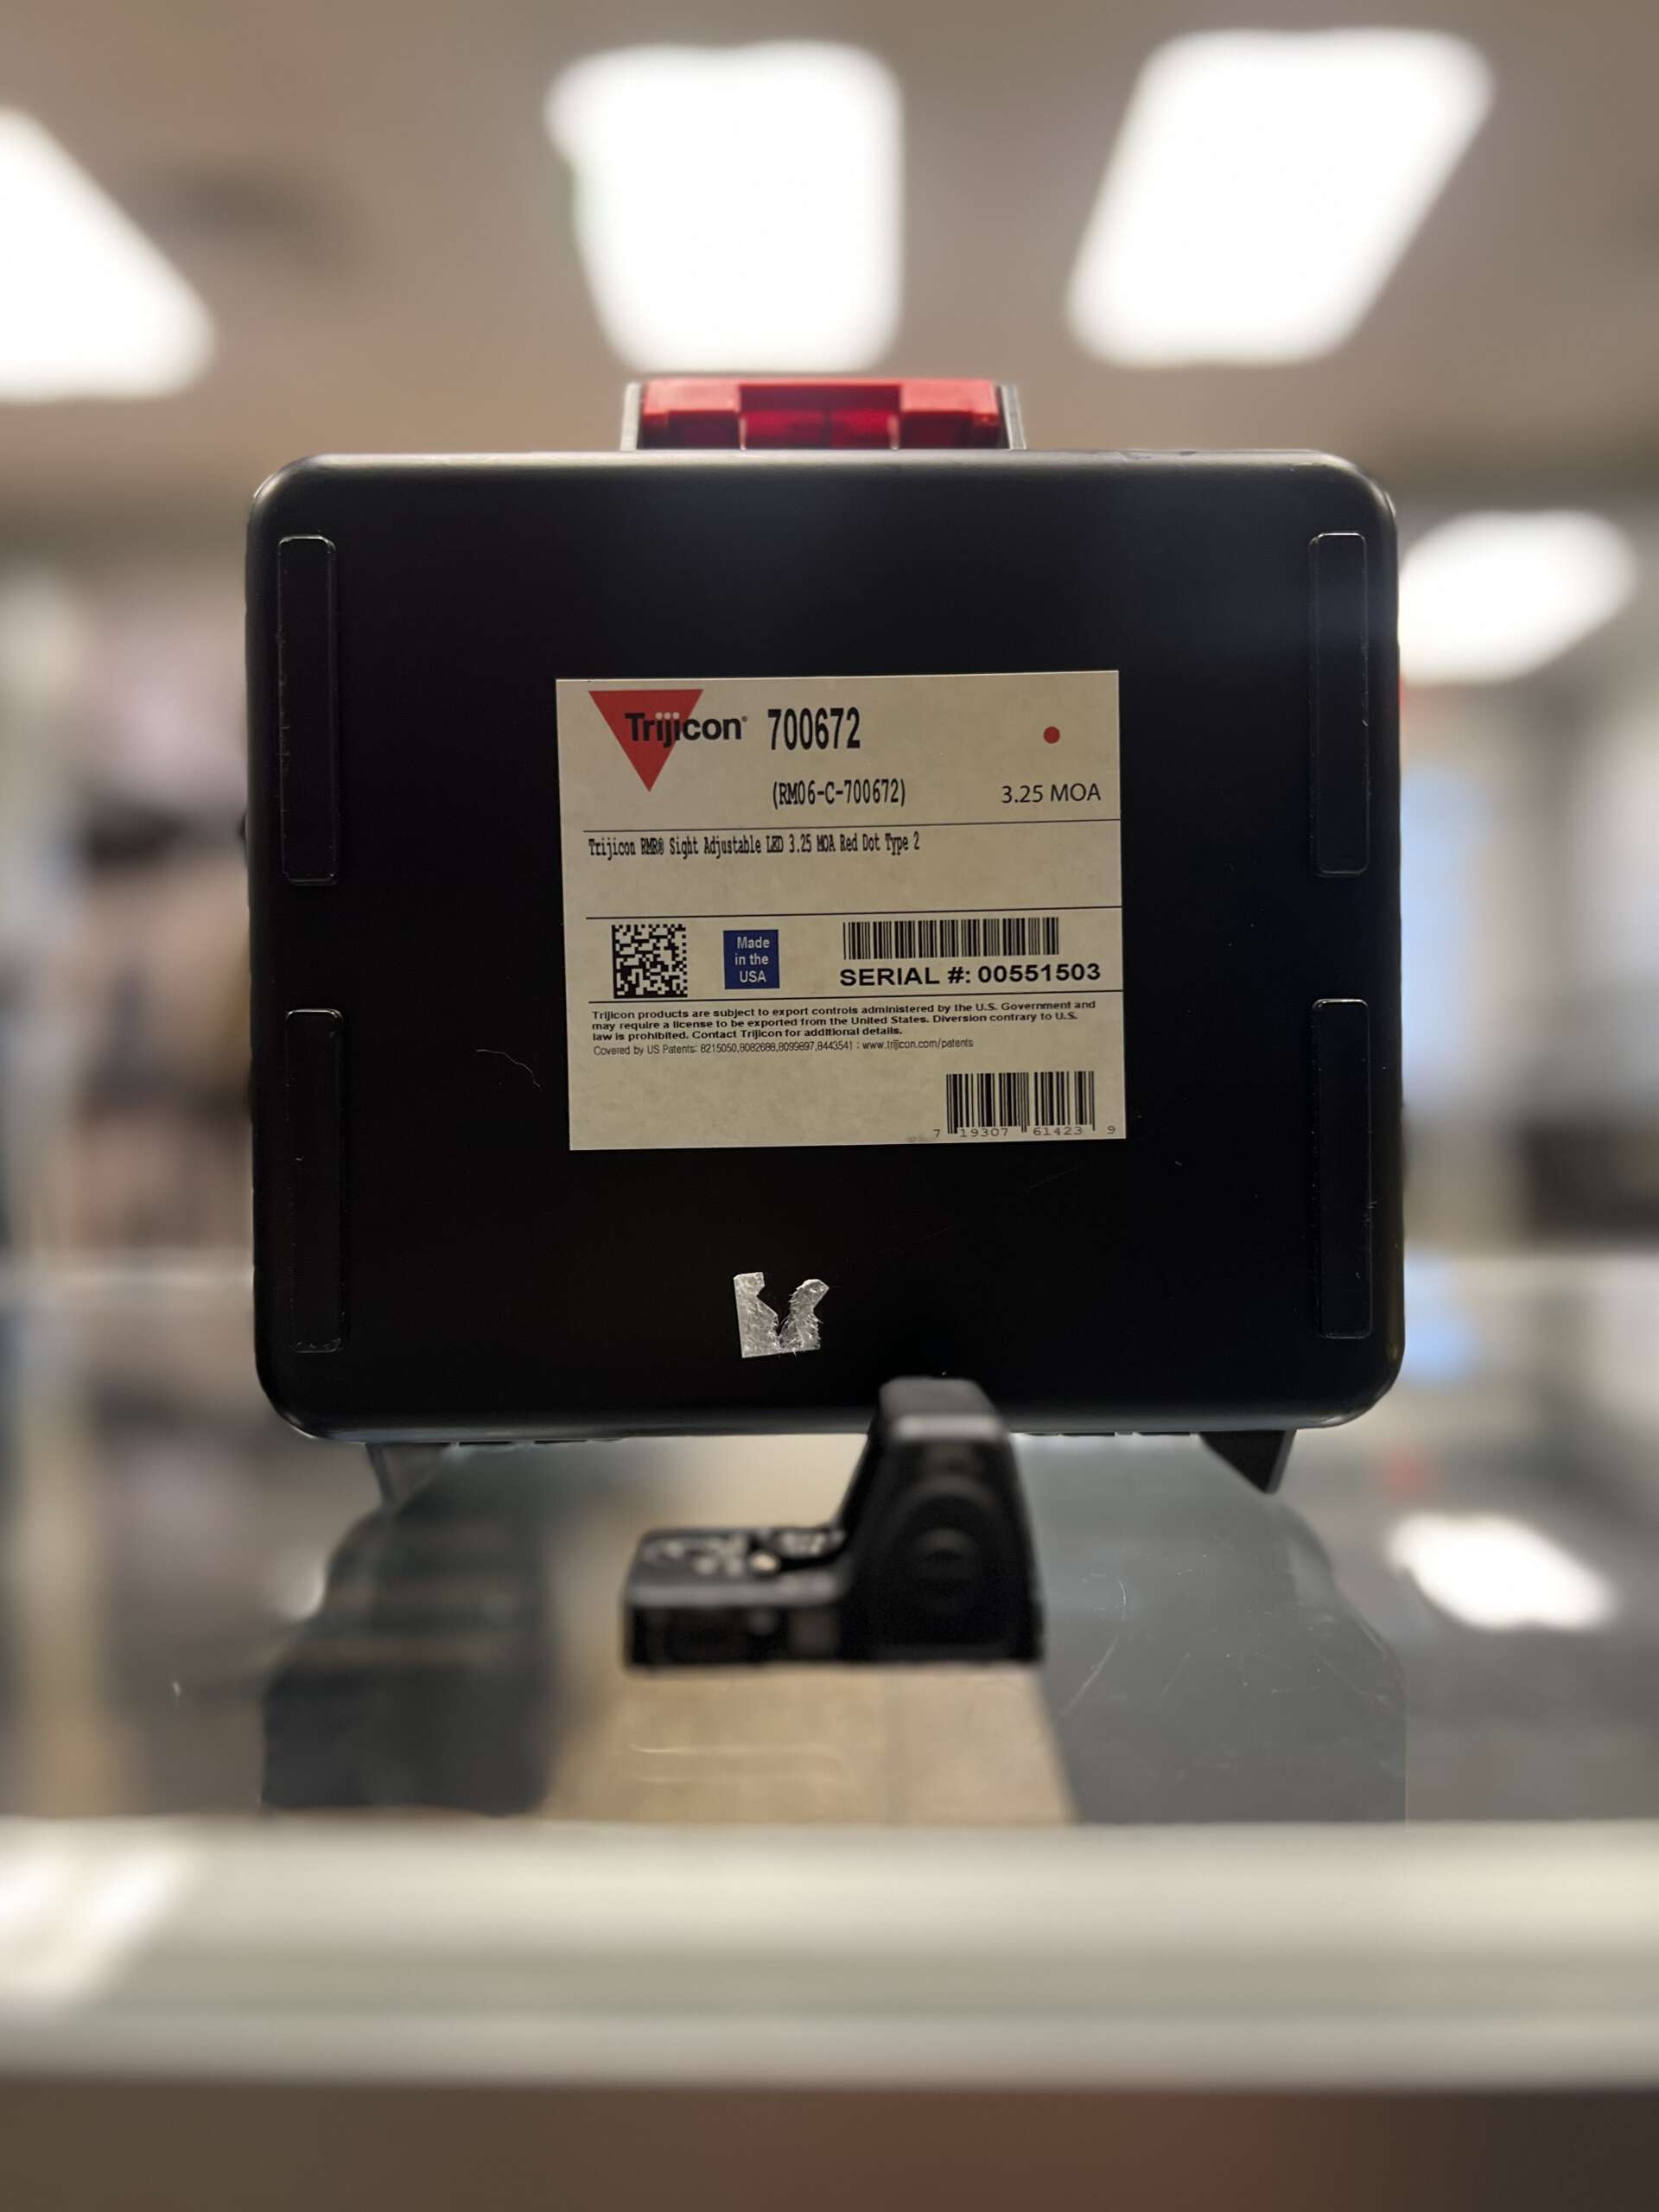 Trijicon® 700672
(RM06-C-700672) 3.25 MOA
Trijicon RMR® Sight Adjustable LED 3.25 MOA Red Dot Type 2
Made
in the
USA
SERIAL #: 00551503
Trijicon products are subject to export controls administered by the U.S. Government and
may require a license to be exported from the United States. Diversion contrary to U.S.
law is prohibited. Contact Trijicon for additional details.
Covered by US Patents: 8215050,8082688,8099897,8443541 : www.trijicon.com/patents
7 19307 61423 9